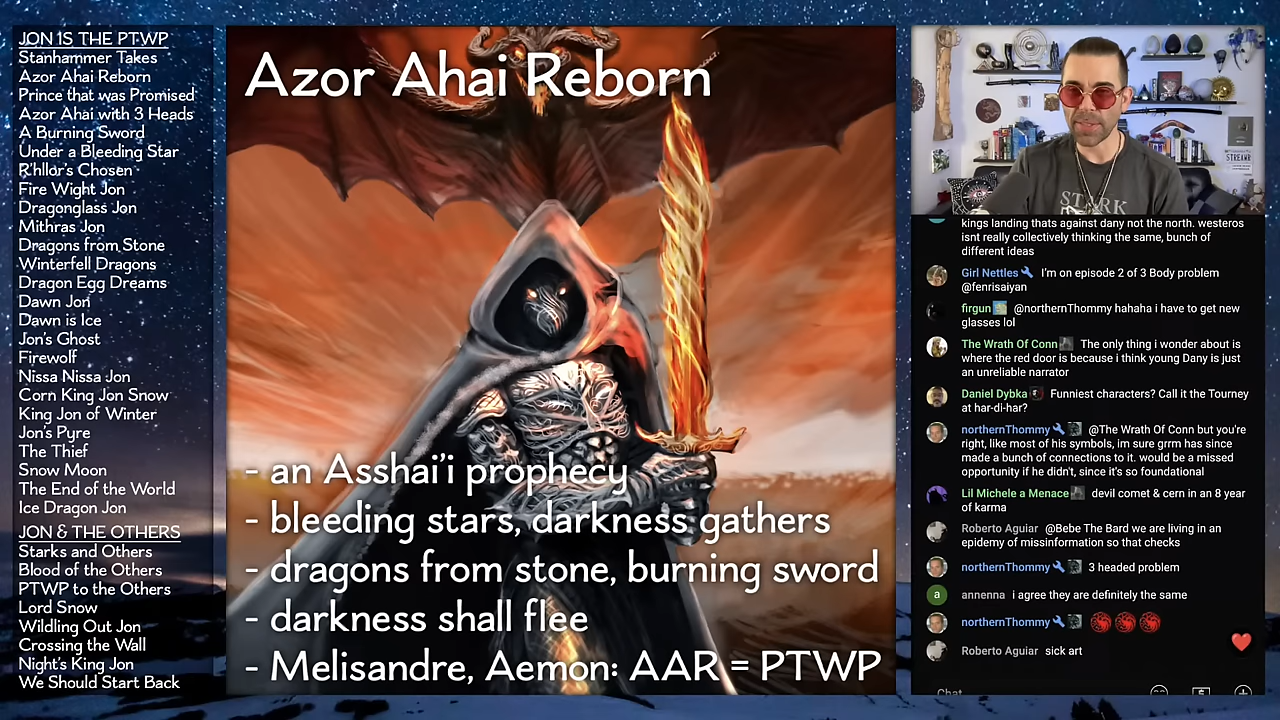 JON IS THE PTWP
Stanhammer Takes
Azor Ahai Reborn
Prince that was Promised
Azor Ahai with 3 Heads
A Burning Sword
Under a Bleeding Star
R'hllor's Chosen
Fire Wight Jon
Dragonglass Jon
Mithras Jon
Dragons from Stone
Winterfell Dragons
Dragon Egg Dreams
Dawn Jon
Dawn is Ice
Jon's Ghost
Firewolf
Nissa Nissa Jon
Corn King Jon Snow
King Jon of Winter
Jon's Pyre
The Thief
Snow Moon
The End of the World
Ice Dragon Jon
JON & THE OTHERS
Starks and Others
Blood of the Others
PTWP to the Others
Lord Snow
Wildling Out Jon
Crossing the Wall
Night's King Jon
We Should Start Back
Azor Ahai Reborn
- an Asshai'i prophecy
- bleeding stars, darkness gathers
- dragons from stone, burning sword
- darkness shall flee
- Melisandre, Aemon: AAR = PTWP
STARK
kings landing thats against dany not the north. westeros
isnt really collectively thinking the same, bunch of
different ideas
Girl Nettles I'm on episode 2 of 3 Body problem
@fenrisaiyan
firgun @northernThommy hahaha i have to get new
glasses lol
The Wrath Of Conn The only thing i wonder about is
where the red door is because i think young Dany is just
an unreliable narrator
Daniel Dybka Funniest characters? Call it the Tourney
at har-di-har?
northernThommy @The Wrath Of Conn but you're
right, like most of his symbols, im sure grrm has since
made a bunch of connections to it. would be a missed
opportunity if he didn't, since it's so foundational
Lil Michele a Menace devil comet & cern in an 8 year
of karma
Roberto Aguiar @Bebe The Bard we are living in an
epidemy of missinformation so that checks
northernThommy 3 headed problem
a annenna i agree they are definitely the same
northernThommy
Roberto Aguiar sick art
Chat